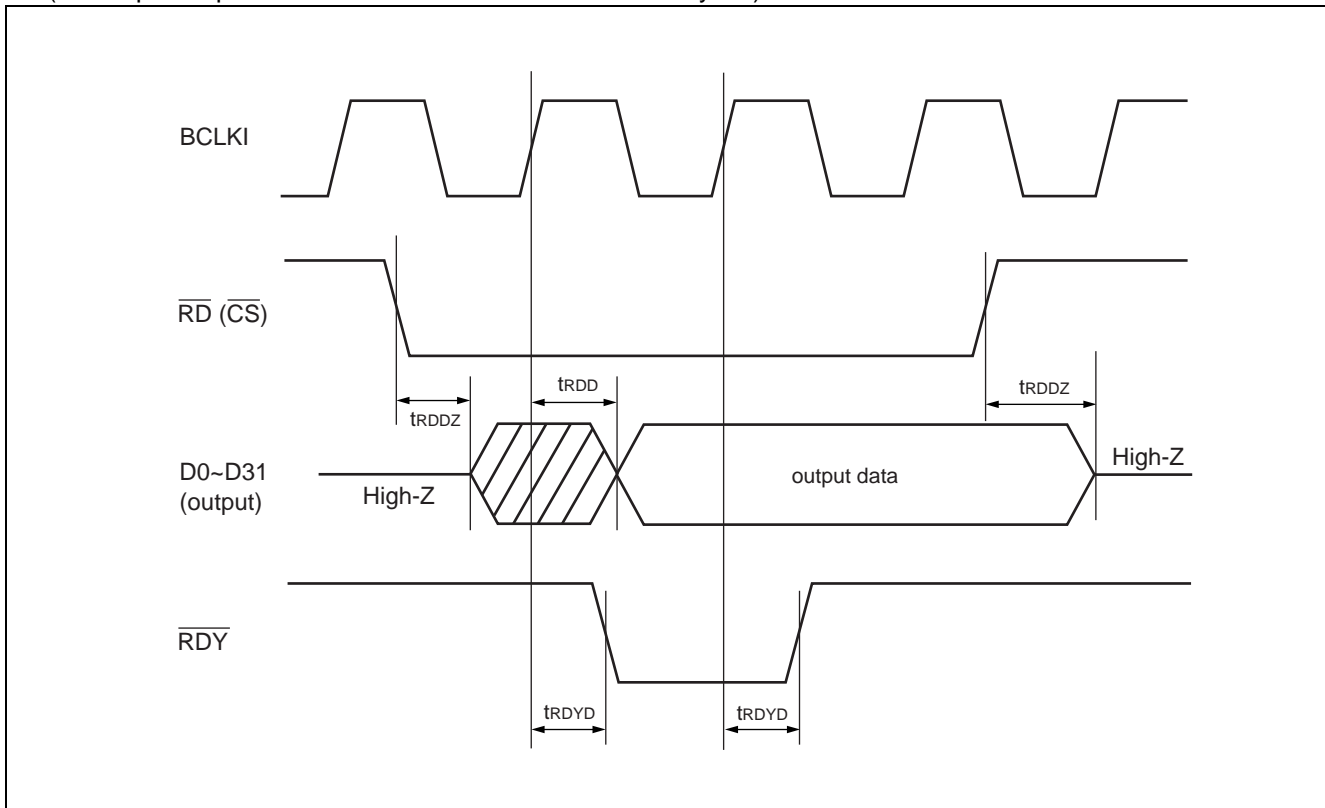 BCLKI
RD (CS)
tRDD
tRDDZ
tRDDZ
D0~D31
(output)
High-Z
output data
High-Z
RDY
tRDYD
tRDYD